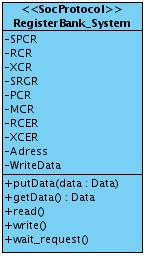 <<SocProtocol>>
RegisterBank_System
-SPCR
-RCR
-XCR
-SRGR
-PCR
-MCR
-RCER
-XCER
-Adress
-WriteData
+putData(data : Data)
+getData() : Data
+read()
+write()
+wait_request()